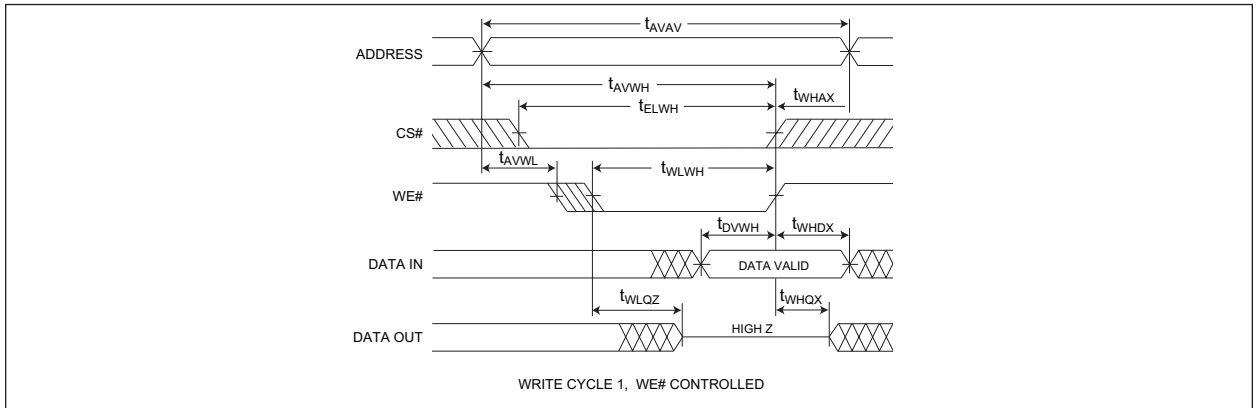 tAVAV
ADDRESS
tAVWH
tELWH
tWHAX
CS#
tAVWL
tWLWH
WE#
tDVWH
tWHDX
DATA IN
DATA VALID
tWLQZ
tWHQX
DATA OUT
HIGH Z
WRITE CYCLE 1, WE# CONTROLLED